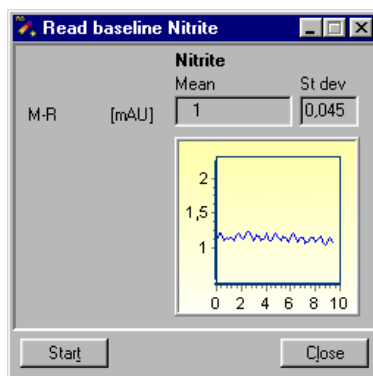 Read baseline Nitrite
Nitrite
Mean St dev
M-R [mAU] 1 0,045
2
1,5
1
0 2 4 6 8 10
Start Close